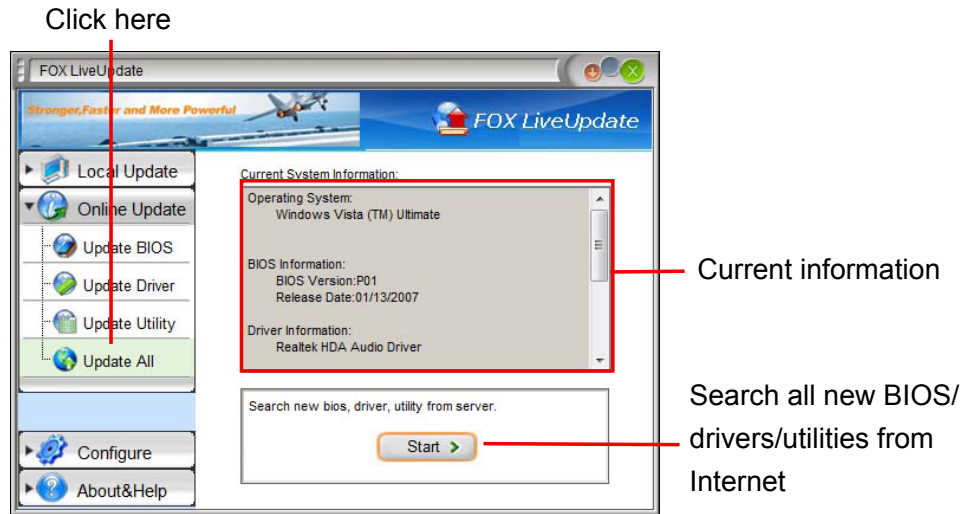 Click here
FOX LiveUpdate
Stronger,Faster and More Powerful
FOX LiveUpdate
Local Update
Online Update
Update BIOS
Update Driver
Update Utility
Update All
Configure
About&Help
Current System Information:
Operating System:
Windows Vista (TM) Ultimate
BIOS Information:
BIOS Version:P01
Release Date:01/13/2007
Driver Information:
Realtek HDA Audio Driver
Search new bios, driver, utility from server.
Start
Current information
Search all new BIOS/
drivers/utilities from
Internet